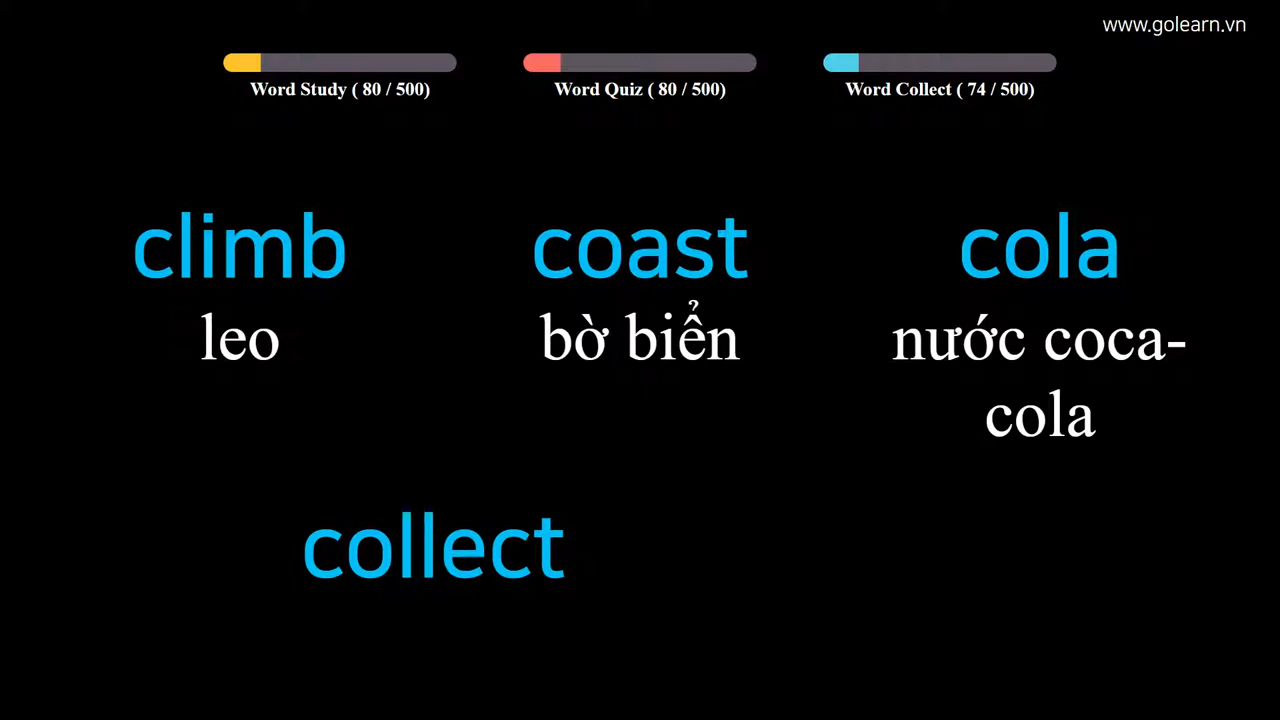 www.golearn.vn
Word Study ( 80 / 500)
Word Quiz ( 80 / 500)
Word Collect ( 74 / 500)
climb
leo
coast
bờ biển
cola
nước coca-
cola
collect